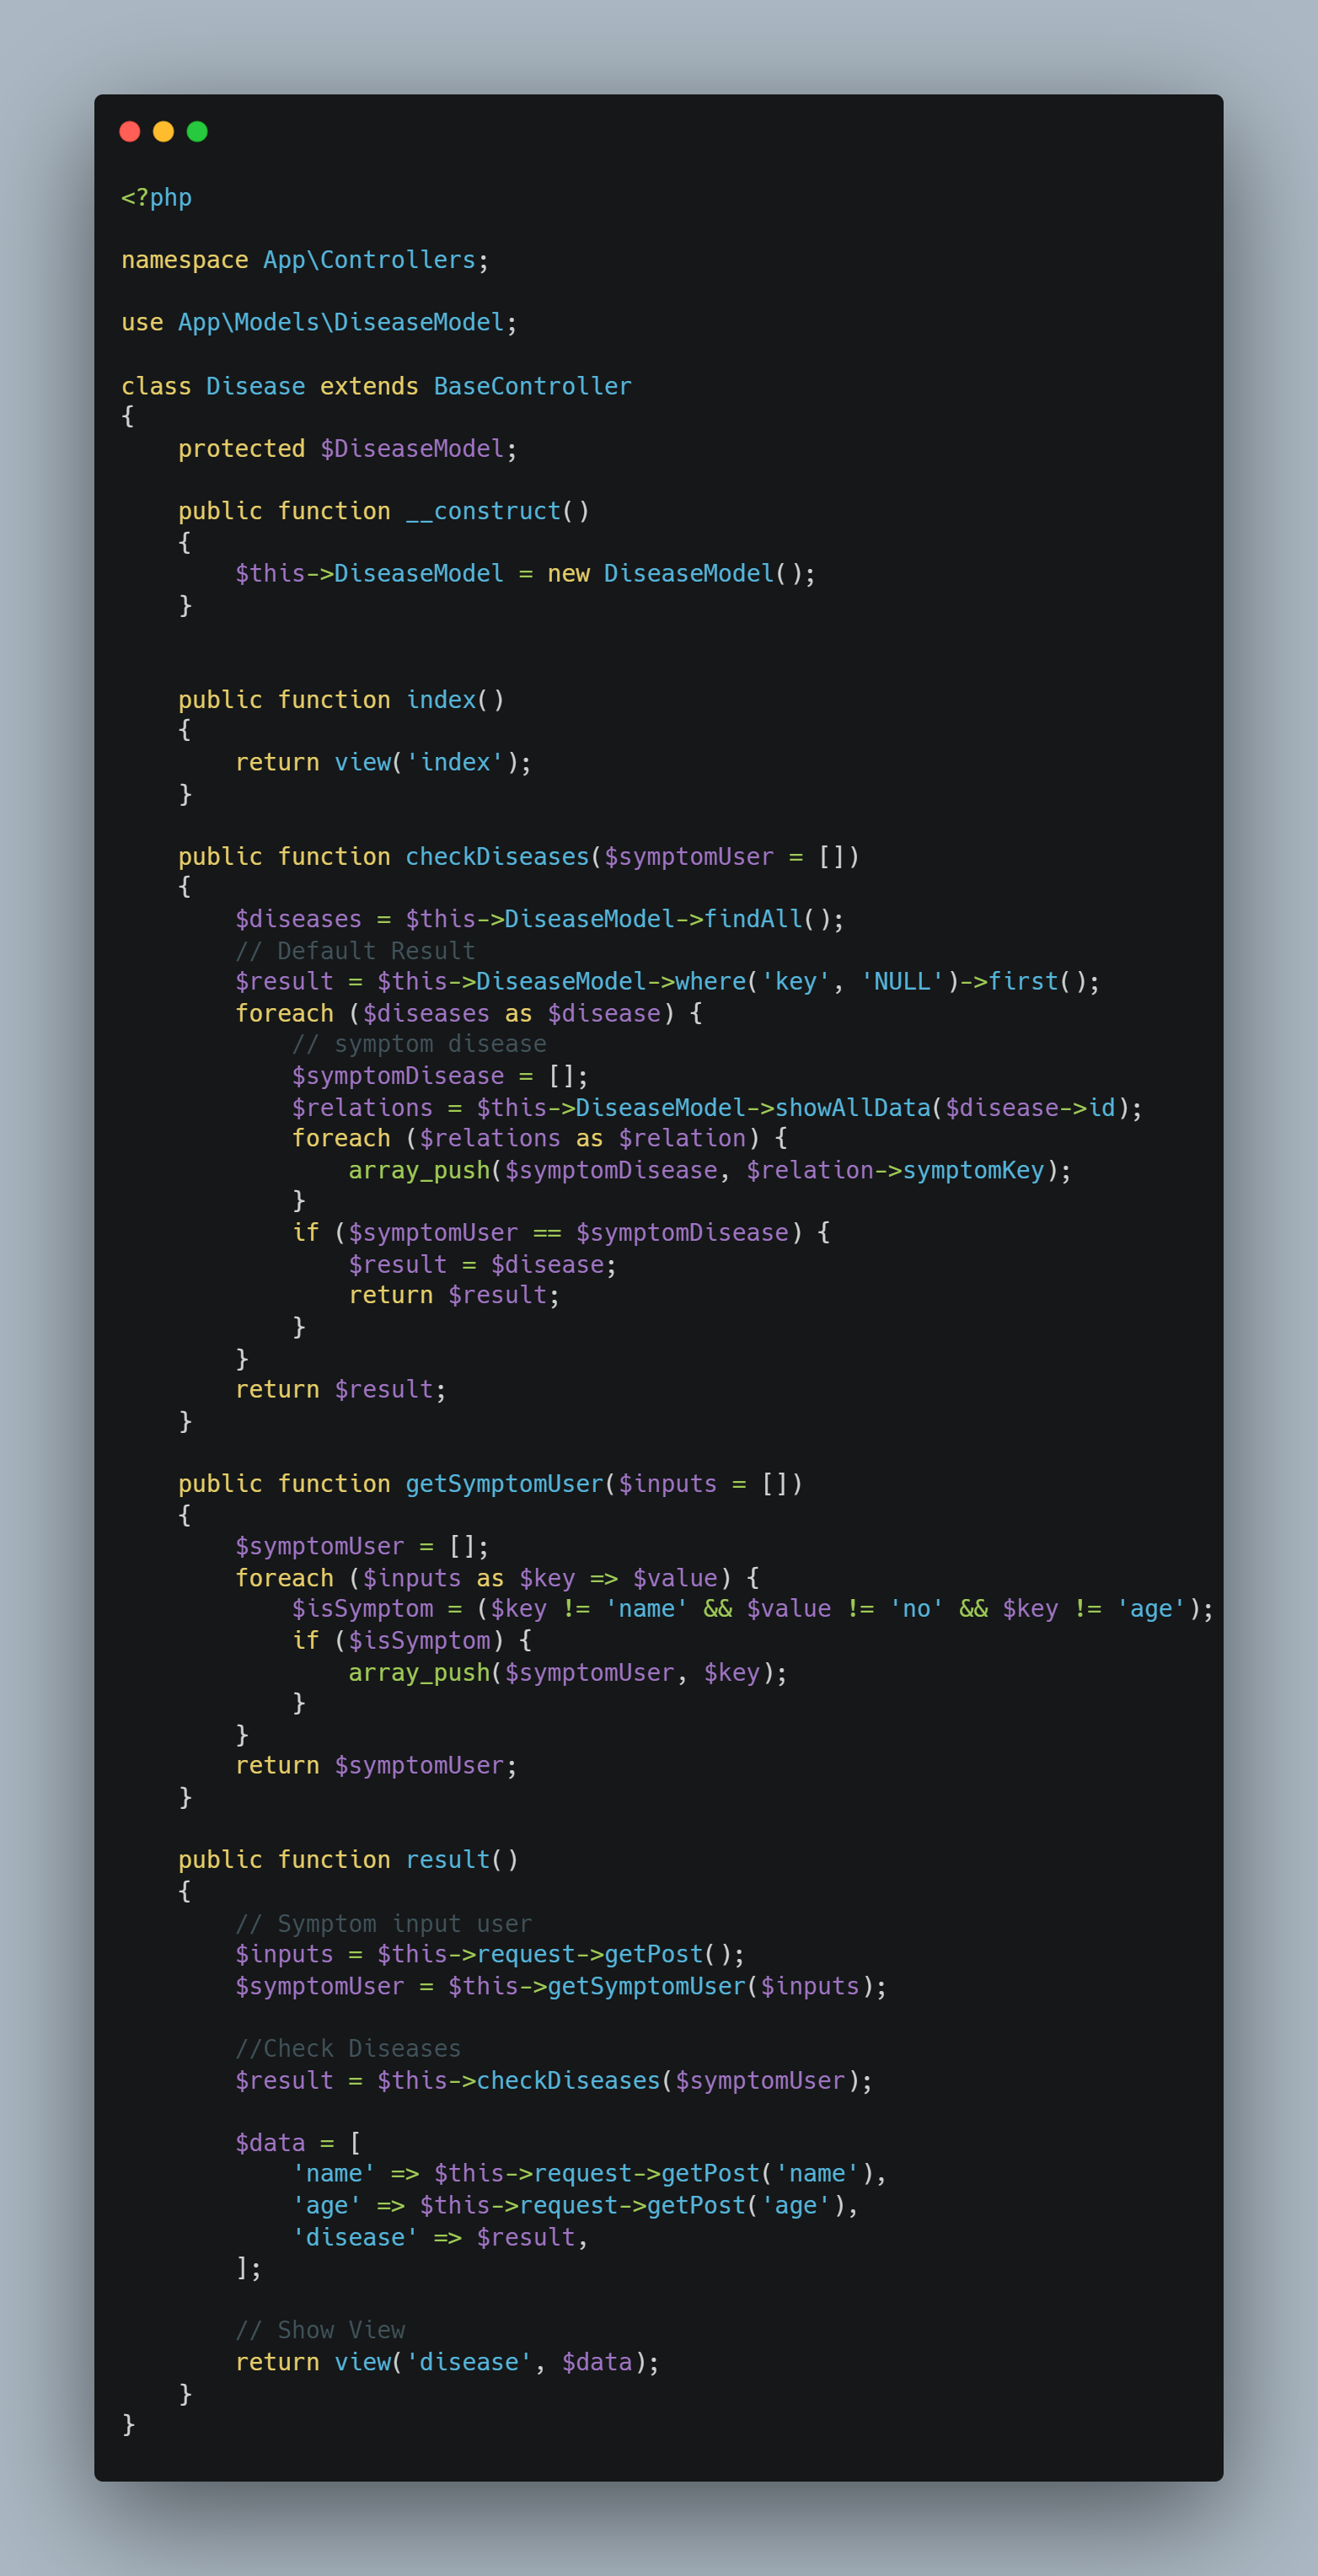 <?php

namespace App\Controllers;

use App\Models\DiseaseModel;

class Disease extends BaseController
{
    protected $DiseaseModel;

    public function __construct()
    {
        $this->DiseaseModel = new DiseaseModel();
    }


    public function index()
    {
        return view('index');
    }

    public function checkDiseases($symptomUser = [])
    {
        $diseases = $this->DiseaseModel->findAll();
        // Default Result
        $result = $this->DiseaseModel->where('key', 'NULL')->first();
        foreach ($diseases as $disease) {
            // symptom disease
            $symptomDisease = [];
            $relations = $this->DiseaseModel->showAllData($disease->id);
            foreach ($relations as $relation) {
                array_push($symptomDisease, $relation->symptomKey);
            }
            if ($symptomUser == $symptomDisease) {
                $result = $disease;
                return $result;
            }
        }
        return $result;
    }

    public function getSymptomUser($inputs = [])
    {
        $symptomUser = [];
        foreach ($inputs as $key => $value) {
            $isSymptom = ($key != 'name' && $value != 'no' && $key != 'age');
            if ($isSymptom) {
                array_push($symptomUser, $key);
            }
        }
        return $symptomUser;
    }

    public function result()
    {
        // Symptom input user
        $inputs = $this->request->getPost();
        $symptomUser = $this->getSymptomUser($inputs);

        //Check Diseases
        $result = $this->checkDiseases($symptomUser);

        $data = [
            'name' => $this->request->getPost('name'),
            'age' => $this->request->getPost('age'),
            'disease' => $result,
        ];

        // Show View
        return view('disease', $data);
    }
}